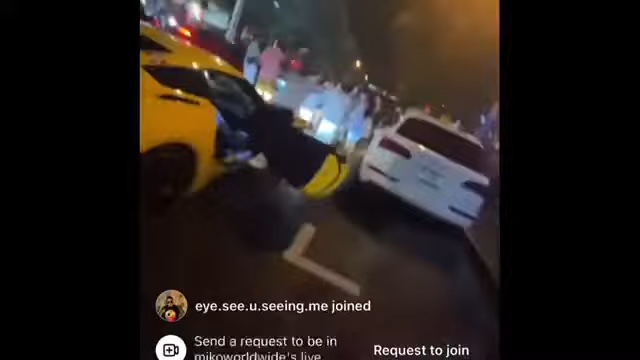 eye.see.u.seeing.me joined
Send a request to be in
mikoworldwide's live
Request to join